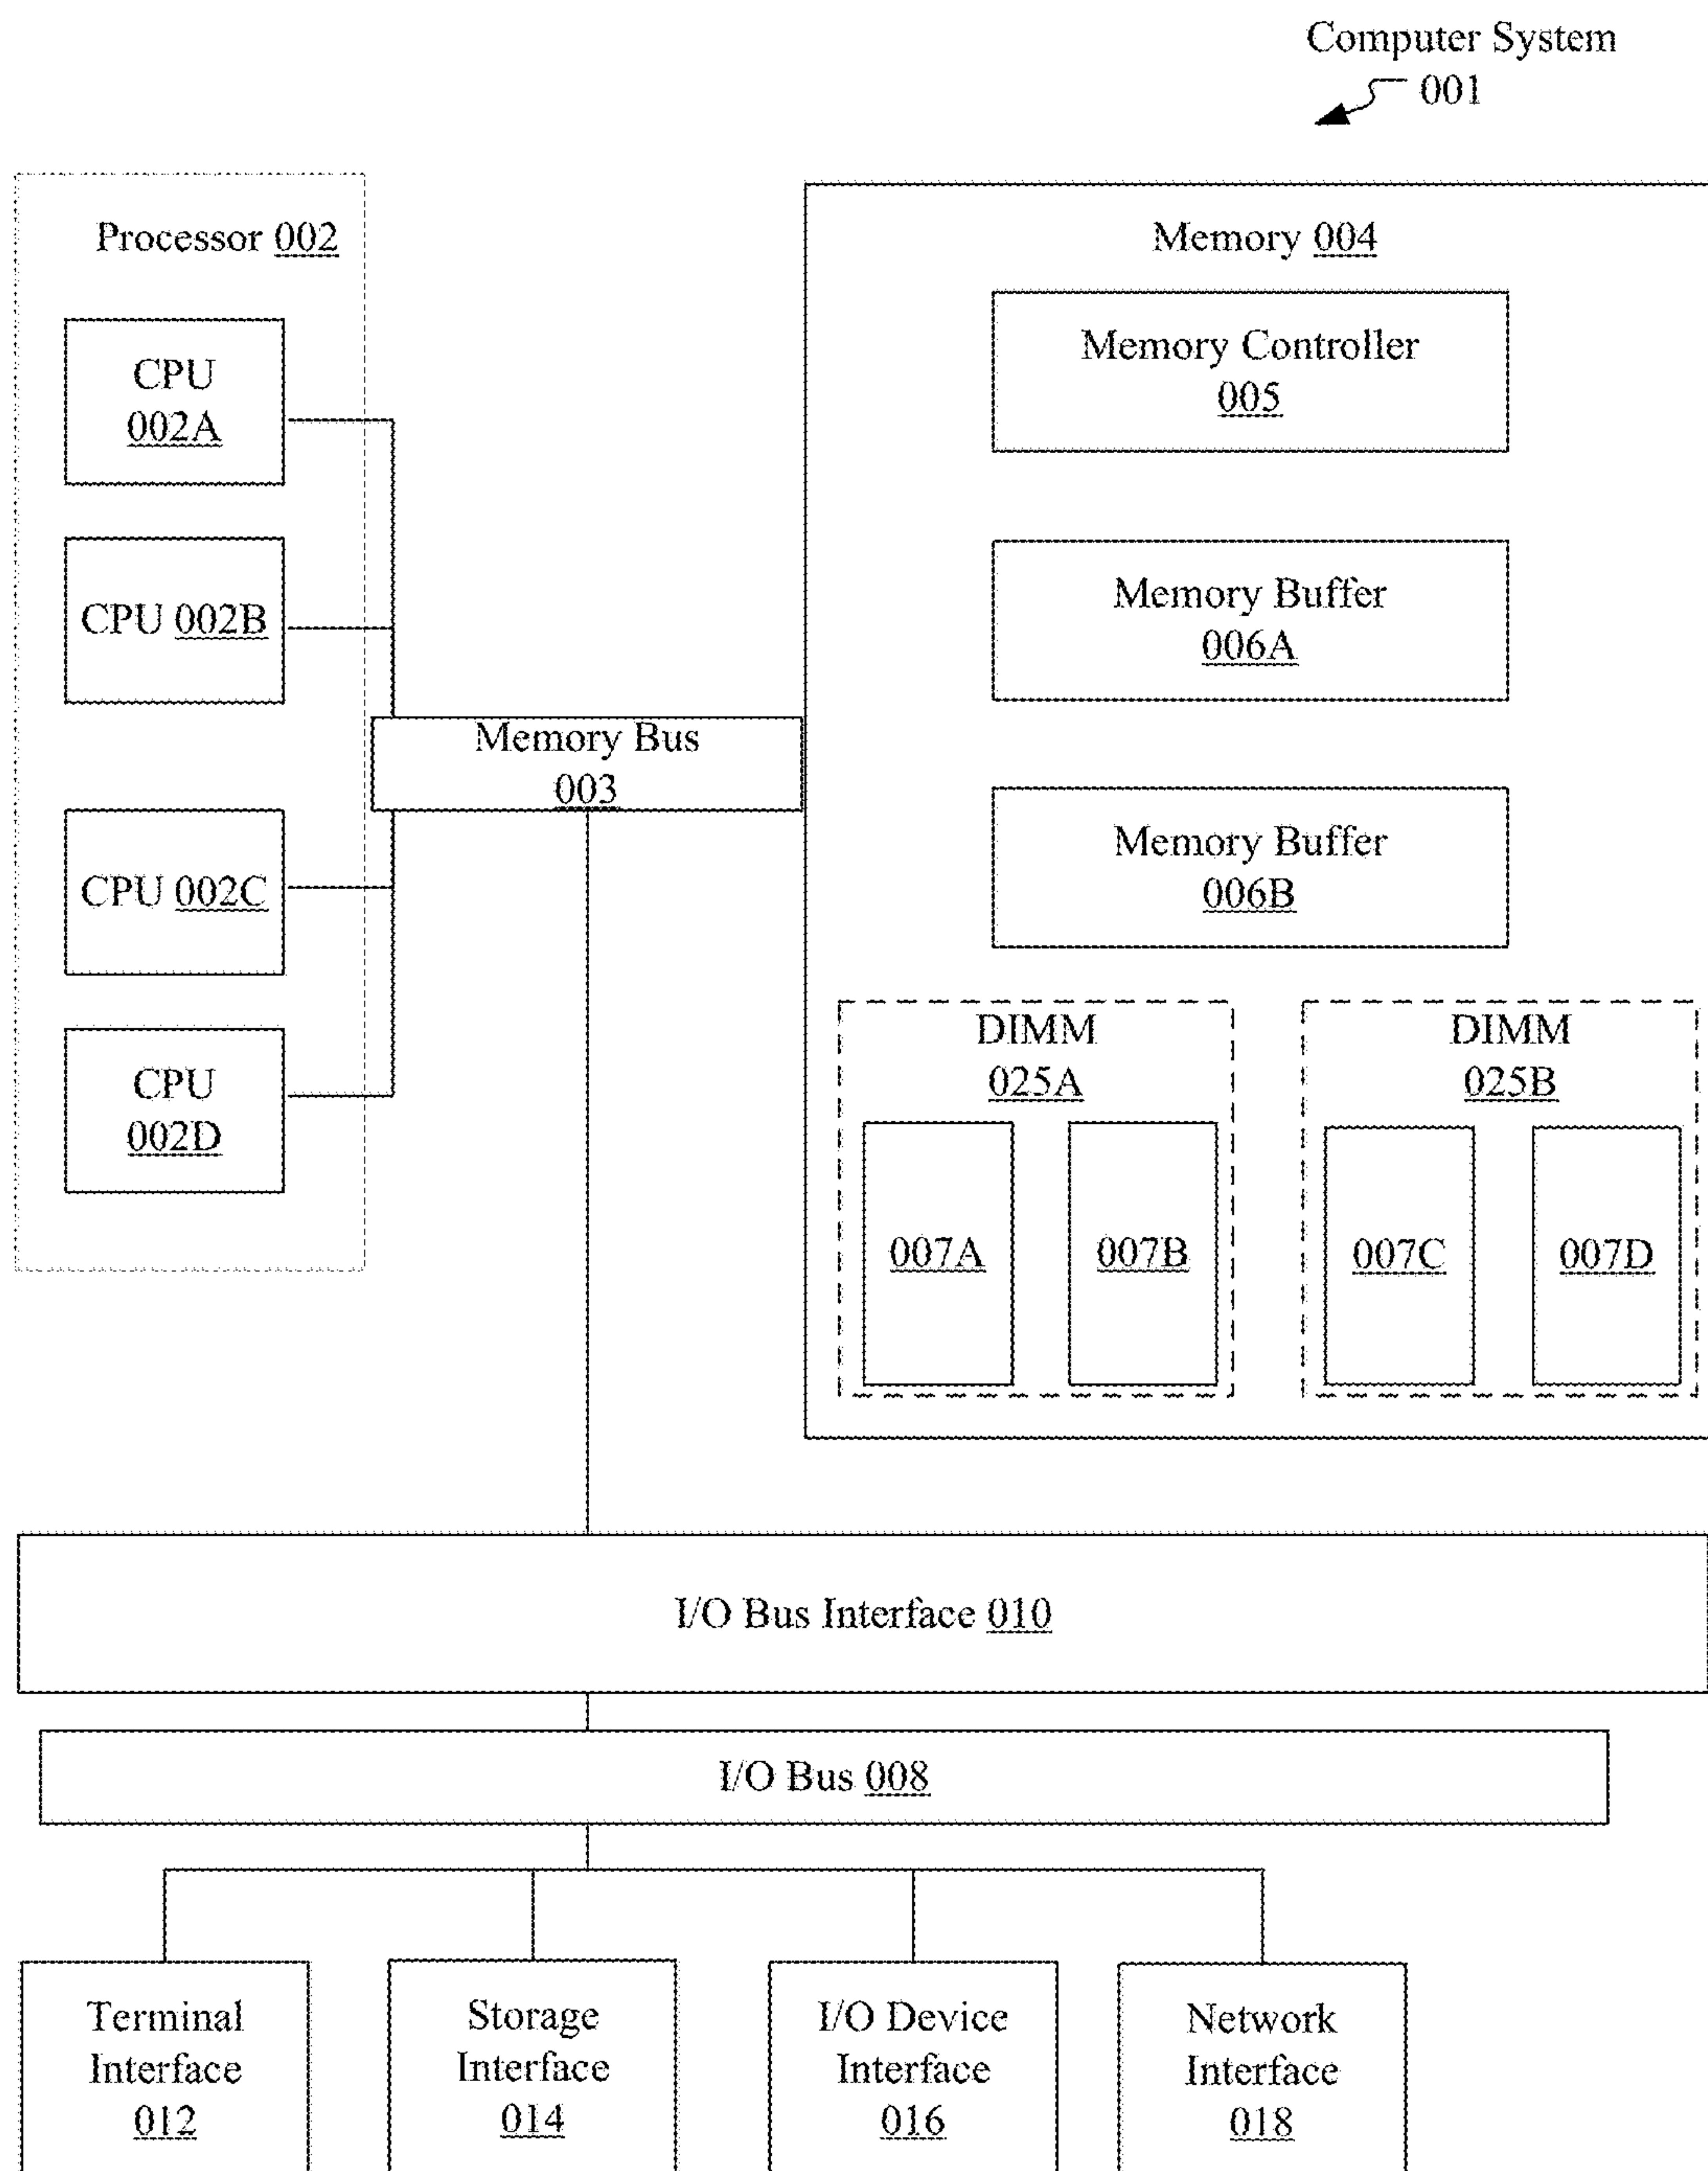 Computer System
001
Processor 002
CPU
002A
CPU 002B
CPU 002C
CPU
002D
Memory Bus
003
Memory 004
Memory Controller
005
Memory Buffer
006A
Memory Buffer
006B
DIMM
025A
007A
007B
DIMM
025B
007C
007D
I/O Bus Interface 010
I/O Bus 008
Terminal
Interface
012
Storage
Interface
014
I/O Device
Interface
016
Network
Interface
018